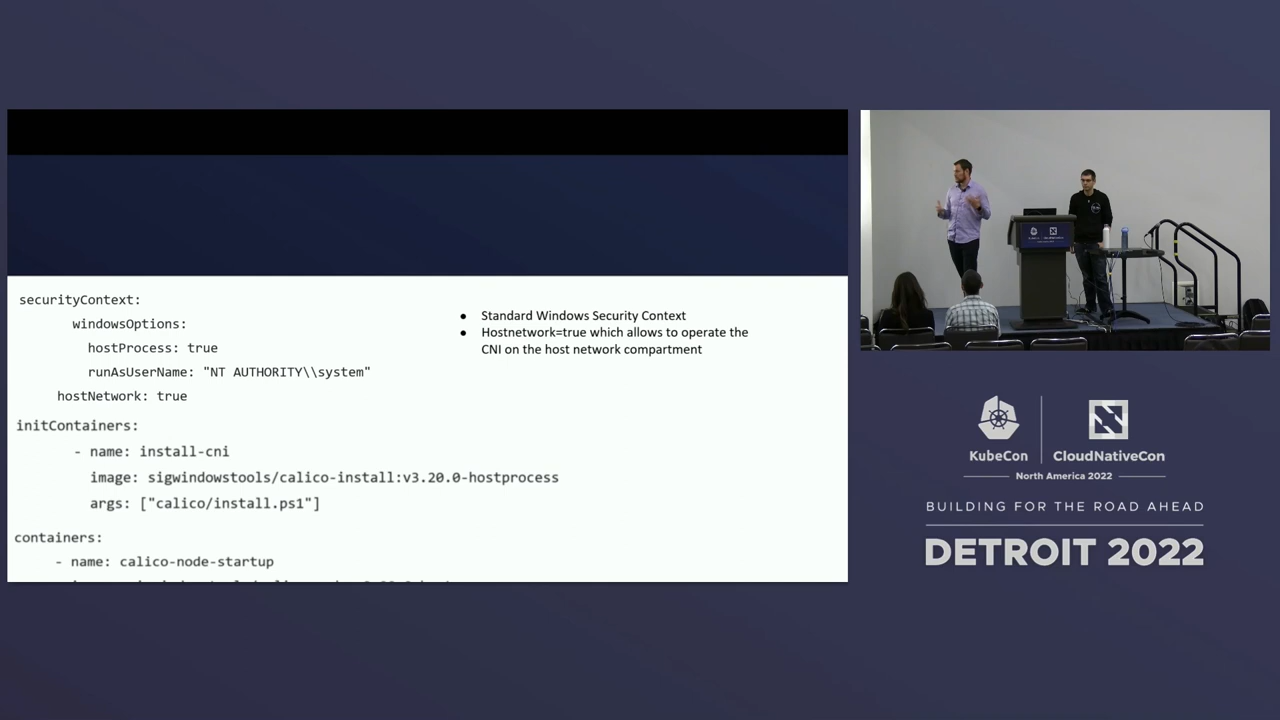 securityContext:
windowsOptions:
hostProcess: true
runAsUserName: "NT AUTHORITY\\system"
hostNetwork: true
initContainers:
- name: install-cni
image: sigwindowstools/calico-install:v3.20.0-hostprocess
args: ["calico/install.ps1"]
containers:
- name: calico-node-startup
● Standard Windows Security Context
● Hostnetwork=true which allows to operate the
CNI on the host network compartment
KubeCon
CloudNativeCon
North America 2022
BUILDING FOR THE ROAD AHEAD
DETROIT 2022